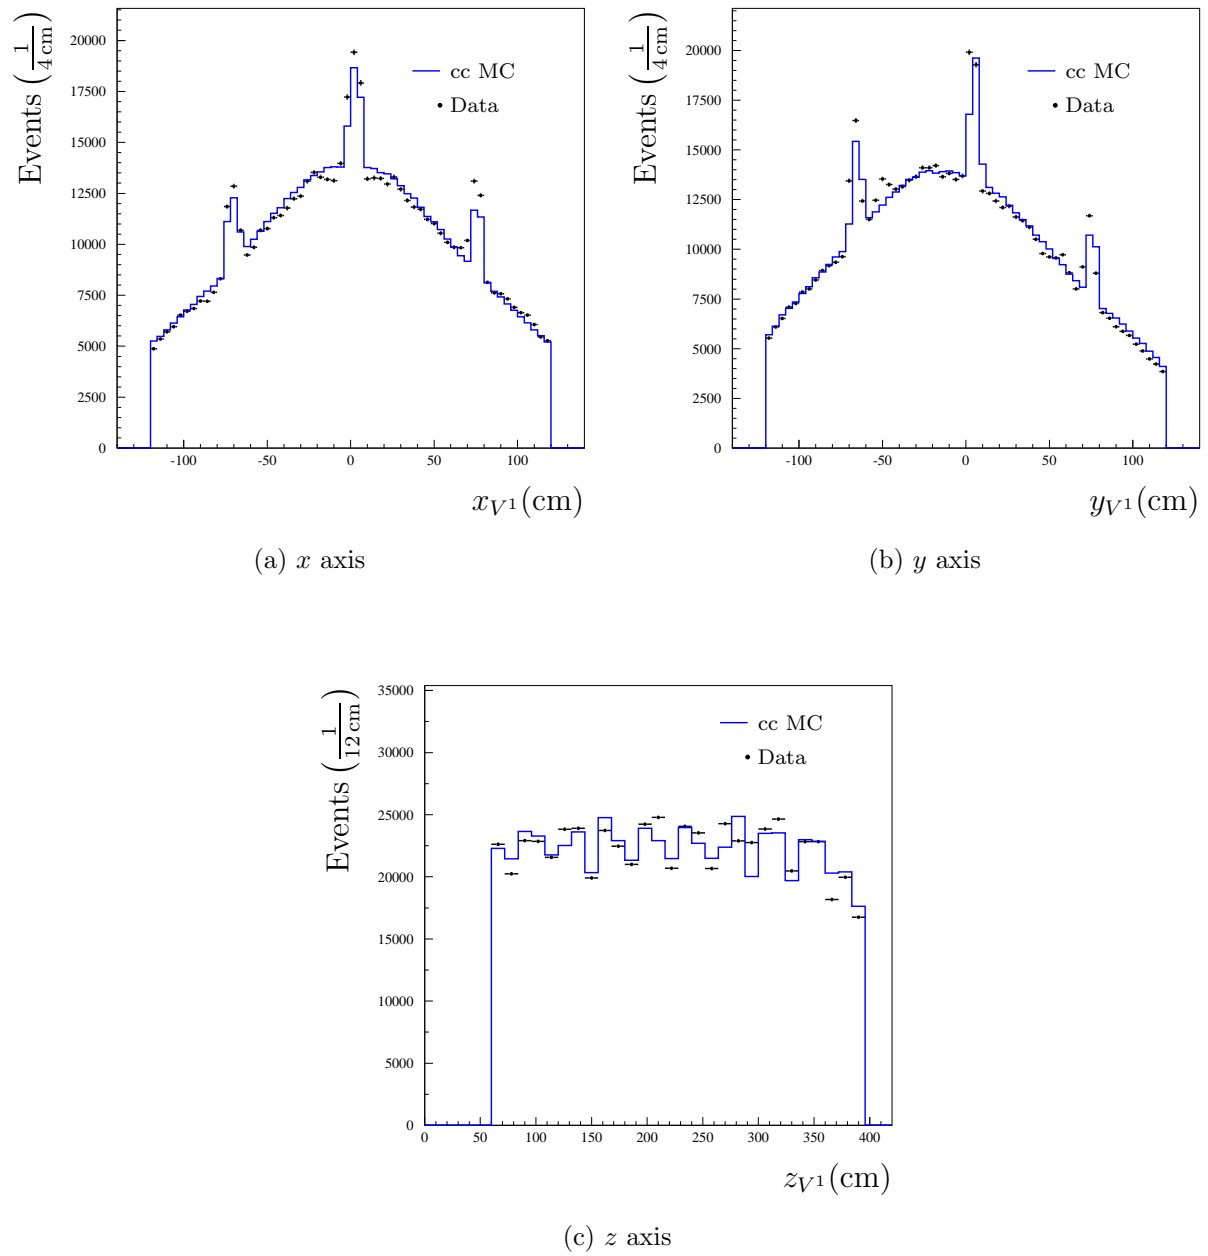 Events (1/4 cm)
20000
17500
15000
12500
10000
7500
5000
2500
0
cc MC
Data
-100 -50 0 50 100
x_{V^1}(cm)
(a) x axis
Events (1/4 cm)
20000
17500
15000
12500
10000
7500
5000
2500
0
cc MC
Data
-100 -50 0 50 100
y_{V^1}(cm)
(b) y axis
Events (1/12 cm)
35000
30000
25000
20000
15000
10000
5000
0
cc MC
Data
0 50 100 150 200 250 300 350 400
z_{V^1}(cm)
(c) z axis